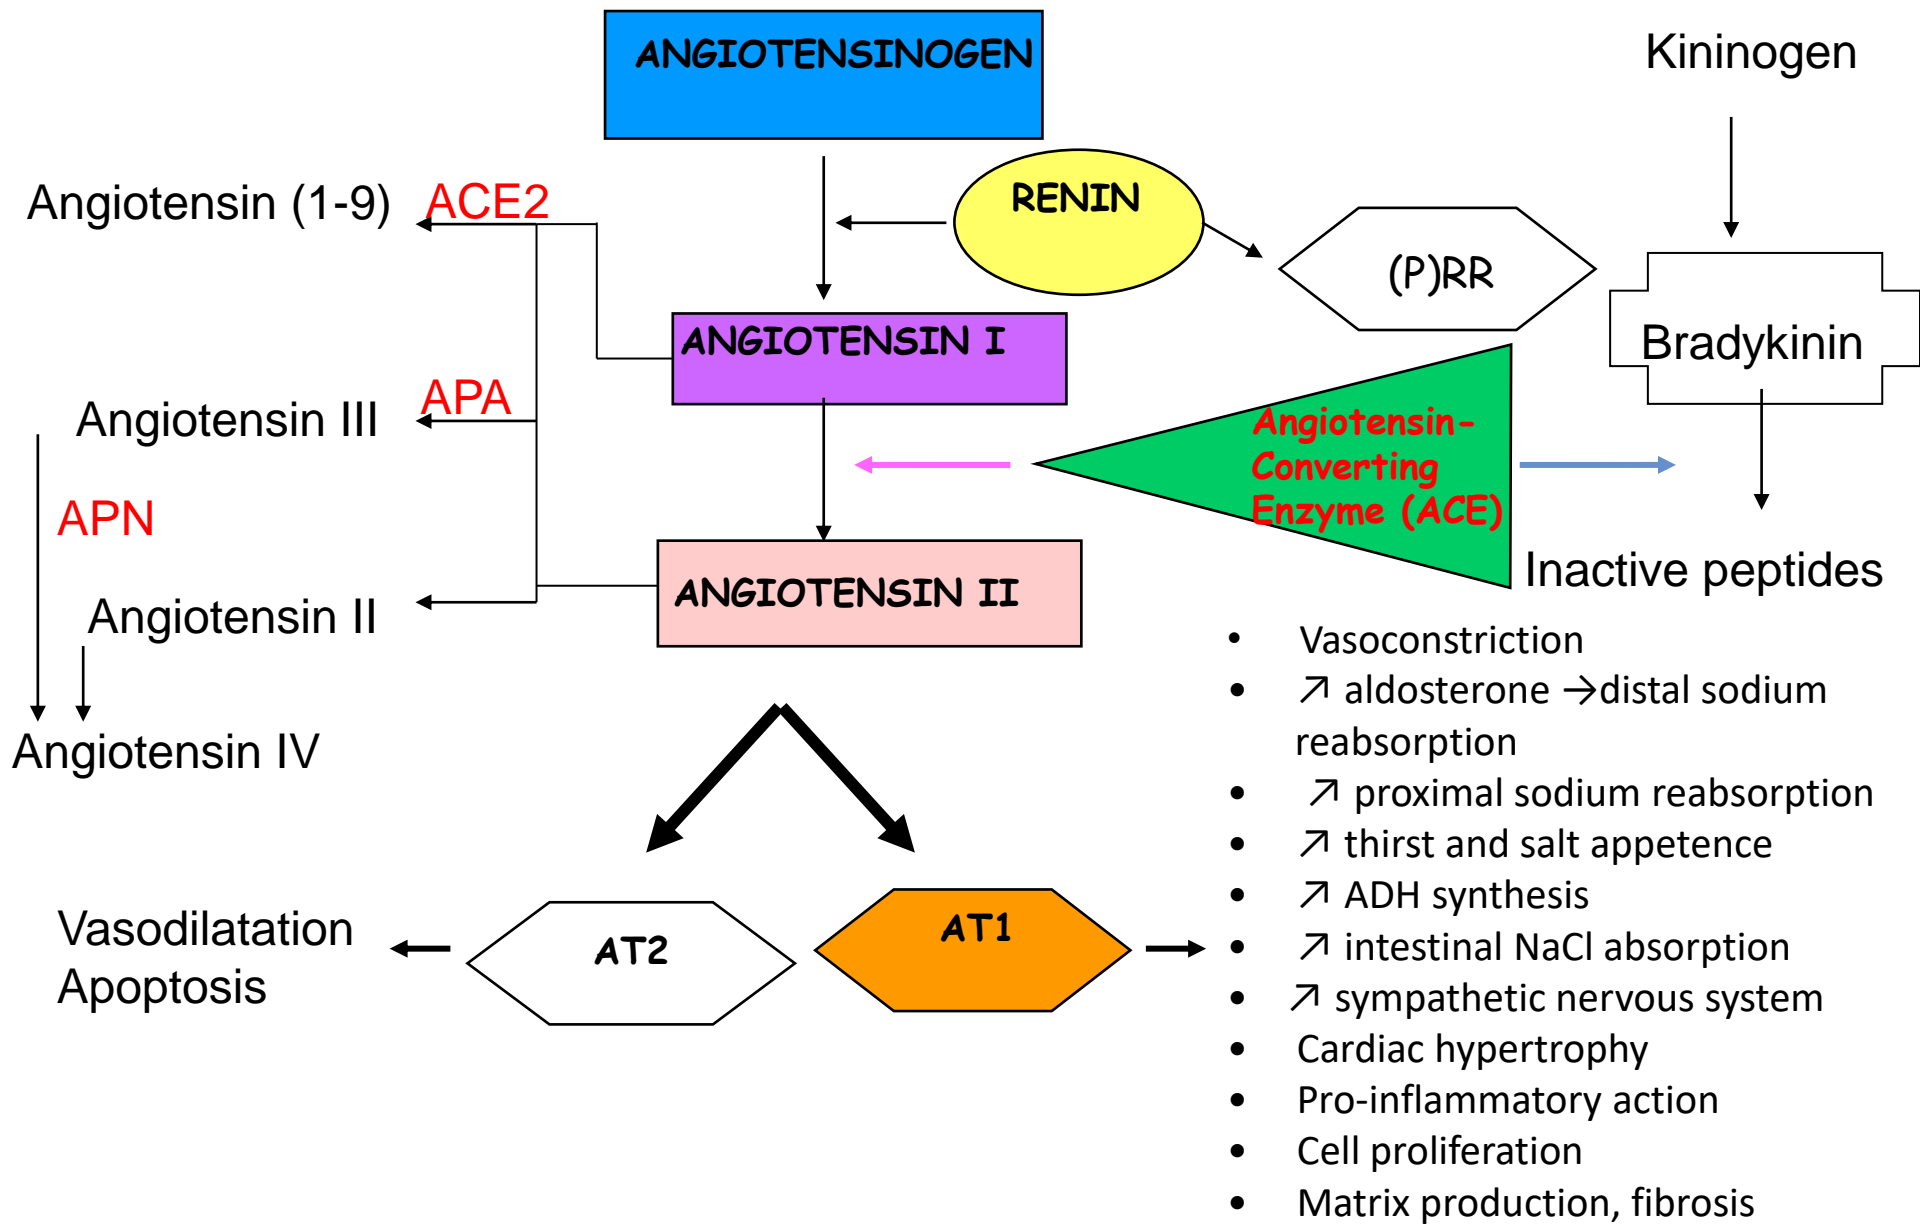 ANGIOTENSINOGEN
Kininogen
Angiotensin (1-9)
ACE2
RENIN
(P)RR
ANGIOTENSIN I
Bradykinin
Angiotensin III
APA
Angiotensin-
Converting
Enzyme (ACE)
APN
ANGIOTENSIN II
Inactive peptides
Angiotensin II
Angiotensin IV
• Vasoconstriction
• ↗ aldosterone →distal sodium
reabsorption
• ↗ proximal sodium reabsorption
• ↗ thirst and salt appetence
• ↗ ADH synthesis
• ↗ intestinal NaCl absorption
• ↗ sympathetic nervous system
• Cardiac hypertrophy
• Pro-inflammatory action
• Cell proliferation
• Matrix production, fibrosis
Vasodilatation
Apoptosis
AT2
AT1